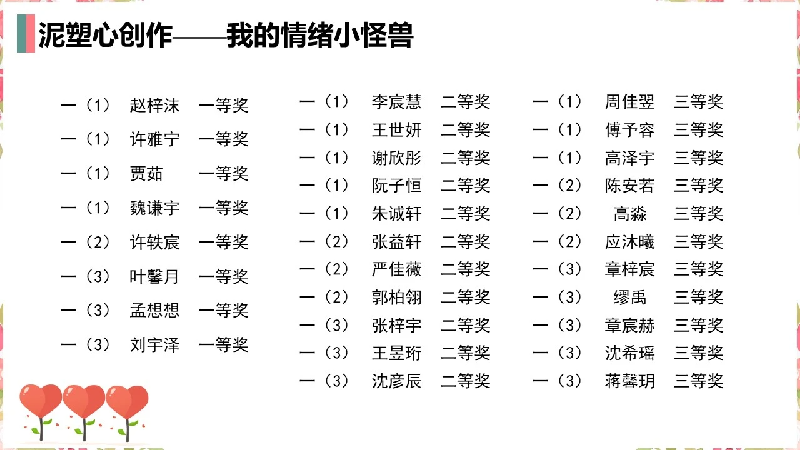 泥塑心创作——我的情绪小怪兽
一（1） 赵梓沫 一等奖
一（1） 许雅宁 一等奖
一（1） 贾茹 一等奖
一（1） 魏谦宇 一等奖
一（2） 许轶宸 一等奖
一（3） 叶馨月 一等奖
一（3） 孟想想 一等奖
一（3） 刘宇泽 一等奖
一（1） 李宸慧 二等奖
一（1） 王世妍 二等奖
一（1） 谢欣彤 二等奖
一（1） 阮子恒 二等奖
一（1） 朱诚轩 二等奖
一（2） 张益轩 二等奖
一（2） 严佳薇 二等奖
一（2） 郭柏翎 二等奖
一（3） 张梓宇 二等奖
一（3） 王昱珩 二等奖
一（3） 沈彦辰 二等奖
一（1） 周佳翌 三等奖
一（1） 傅予容 三等奖
一（1） 高泽宇 三等奖
一（2） 陈安若 三等奖
一（2） 高淼 三等奖
一（2） 应沐曦 三等奖
一（3） 章梓宸 三等奖
一（3） 缪禹 三等奖
一（3） 章宸赫 三等奖
一（3） 沈希瑶 三等奖
一（3） 蒋馨玥 三等奖